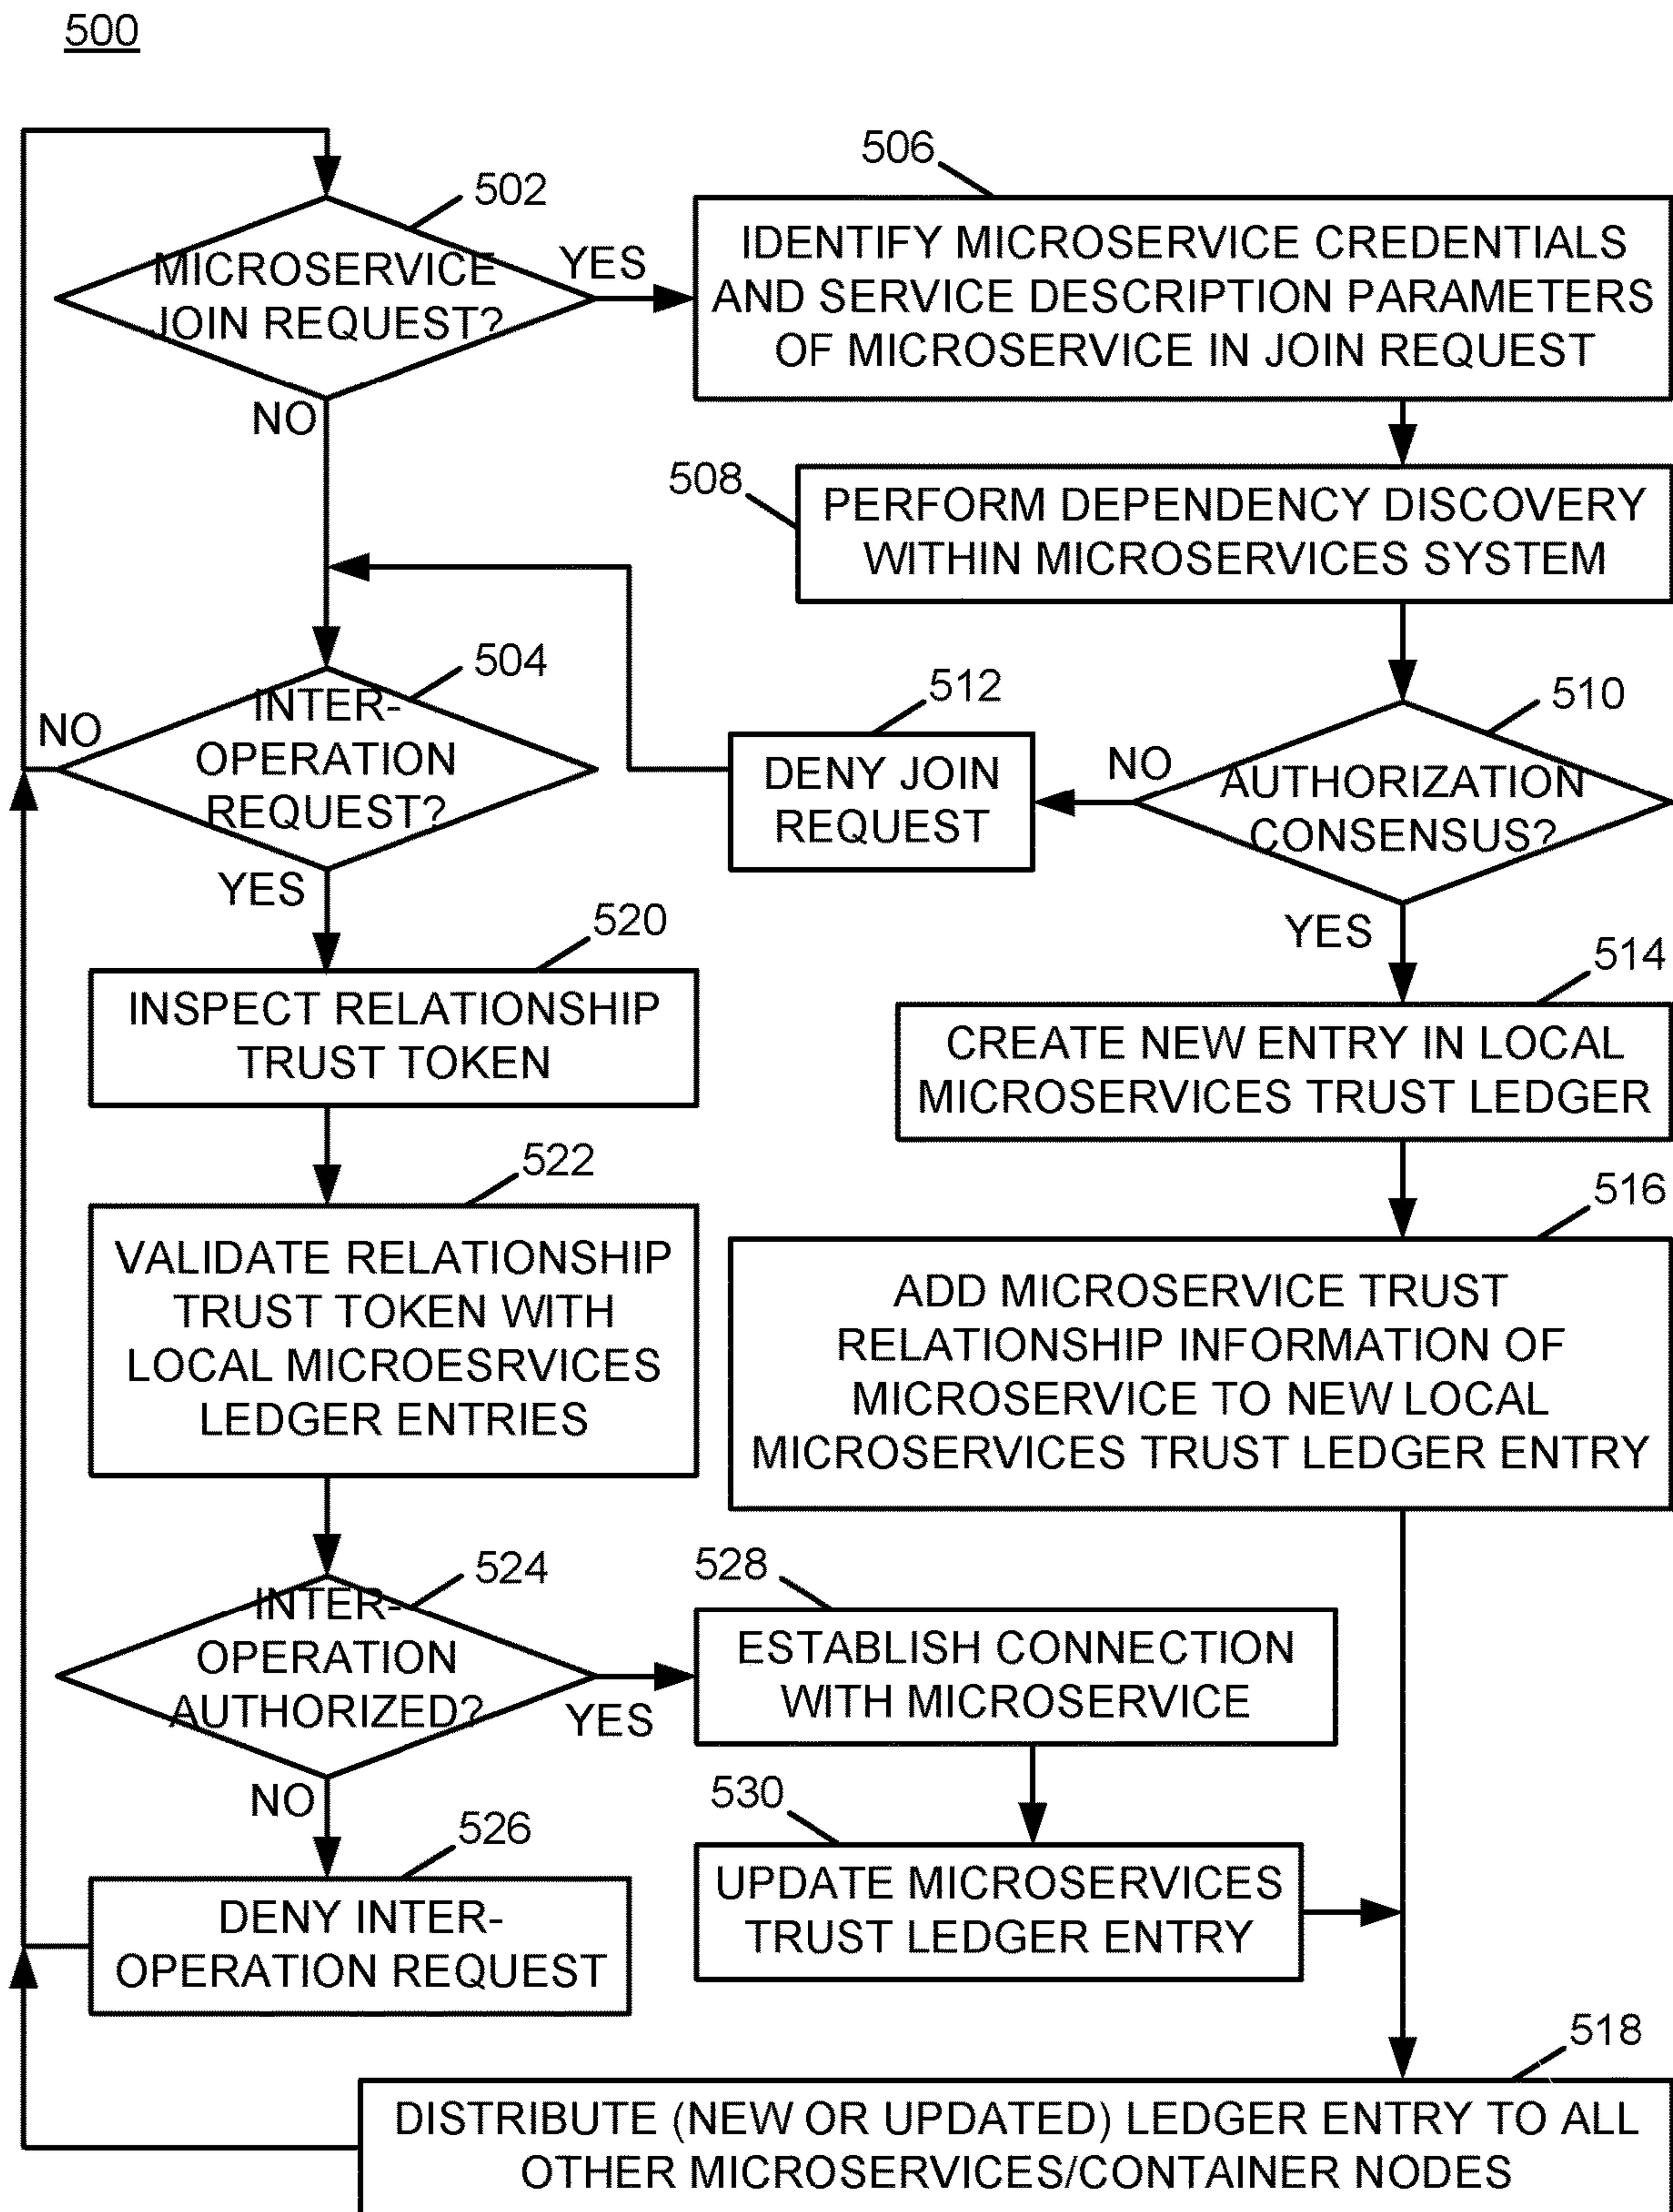 500
502
MICROSERVICE
JOIN REQUEST?
YES
NO
506
IDENTIFY MICROSERVICE CREDENTIALS
AND SERVICE DESCRIPTION PARAMETERS
OF MICROSERVICE IN JOIN REQUEST
508
PERFORM DEPENDENCY DISCOVERY
WITHIN MICROSERVICES SYSTEM
504
INTER-
OPERATION
REQUEST?
NO
YES
512
DENY JOIN
REQUEST
510
NO
AUTHORIZATION
CONSENSUS?
YES
520
INSPECT RELATIONSHIP
TRUST TOKEN
514
CREATE NEW ENTRY IN LOCAL
MICROSERVICES TRUST LEDGER
522
VALIDATE RELATIONSHIP
TRUST TOKEN WITH
LOCAL MICROESRVICES
LEDGER ENTRIES
516
ADD MICROSERVICE TRUST
RELATIONSHIP INFORMATION OF
MICROSERVICE TO NEW LOCAL
MICROSERVICES TRUST LEDGER ENTRY
524
INTER-
OPERATION
AUTHORIZED?
YES
NO
528
ESTABLISH CONNECTION
WITH MICROSERVICE
530
UPDATE MICROSERVICES
TRUST LEDGER ENTRY
526
DENY INTER-
OPERATION REQUEST
518
DISTRIBUTE (NEW OR UPDATED) LEDGER ENTRY TO ALL
OTHER MICROSERVICES/CONTAINER NODES